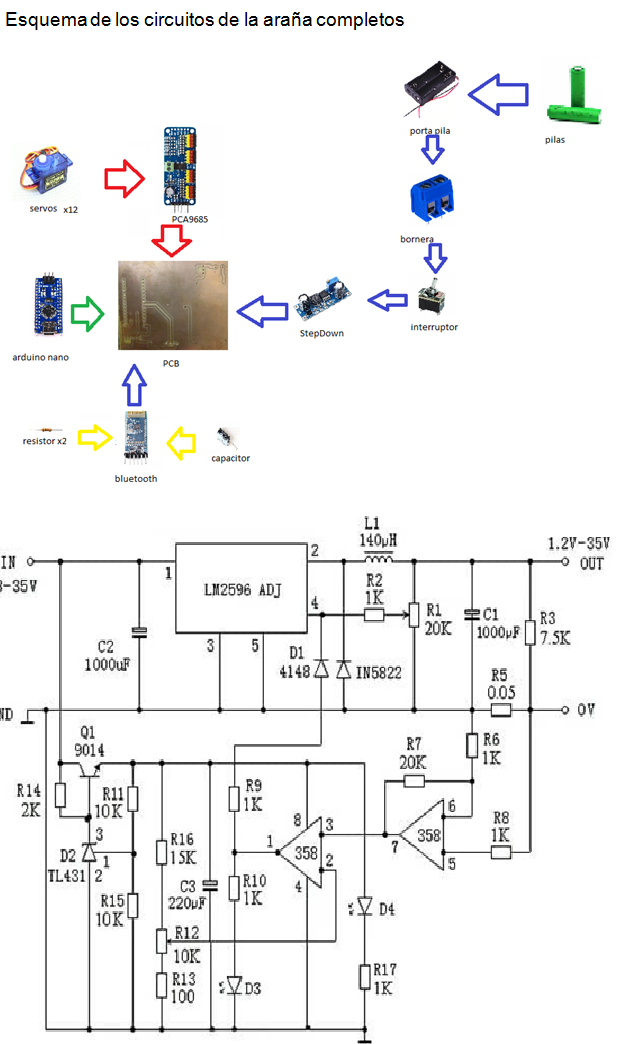 Esquema de los circuitos de la araña completos
porta pila
pilas
servos x12
PCA9685
bornera
arduino nano
PCB
StepDown
interruptor
resistor x2
bluetooth
capacitor
L1
140µH
1.2V-35V
IN
OUT
3-35V
1
LM2596 ADJ
2
4
3
5
R2
1K
R1
20K
C1
1000µF
R3
7.5K
C2
1000uF
D1
4148
IN5822
R5
0.05
ND
0V
Q1
9014
R14
2K
R11
10K
R9
1K
R7
20K
R6
1K
R8
1K
D2
TL431
3
1
2
R16
15K
C3
220µF
R10
1K
1
358
8
3
2
4
7
358
6
5
R15
10K
R12
10K
R13
100
D3
D4
R17
1K